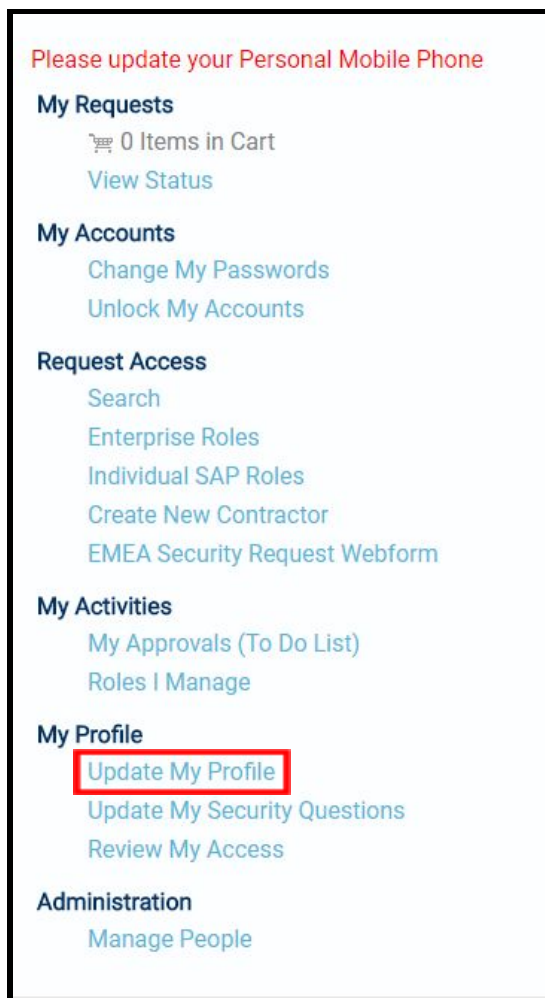 Please update your Personal Mobile Phone
My Requests
0 Items in Cart
View Status
My Accounts
Change My Passwords
Unlock My Accounts
Request Access
Search
Enterprise Roles
Individual SAP Roles
Create New Contractor
EMEA Security Request Webform
My Activities
My Approvals (To Do List)
Roles I Manage
My Profile
Update My Profile
Update My Security Questions
Review My Access
Administration
Manage People